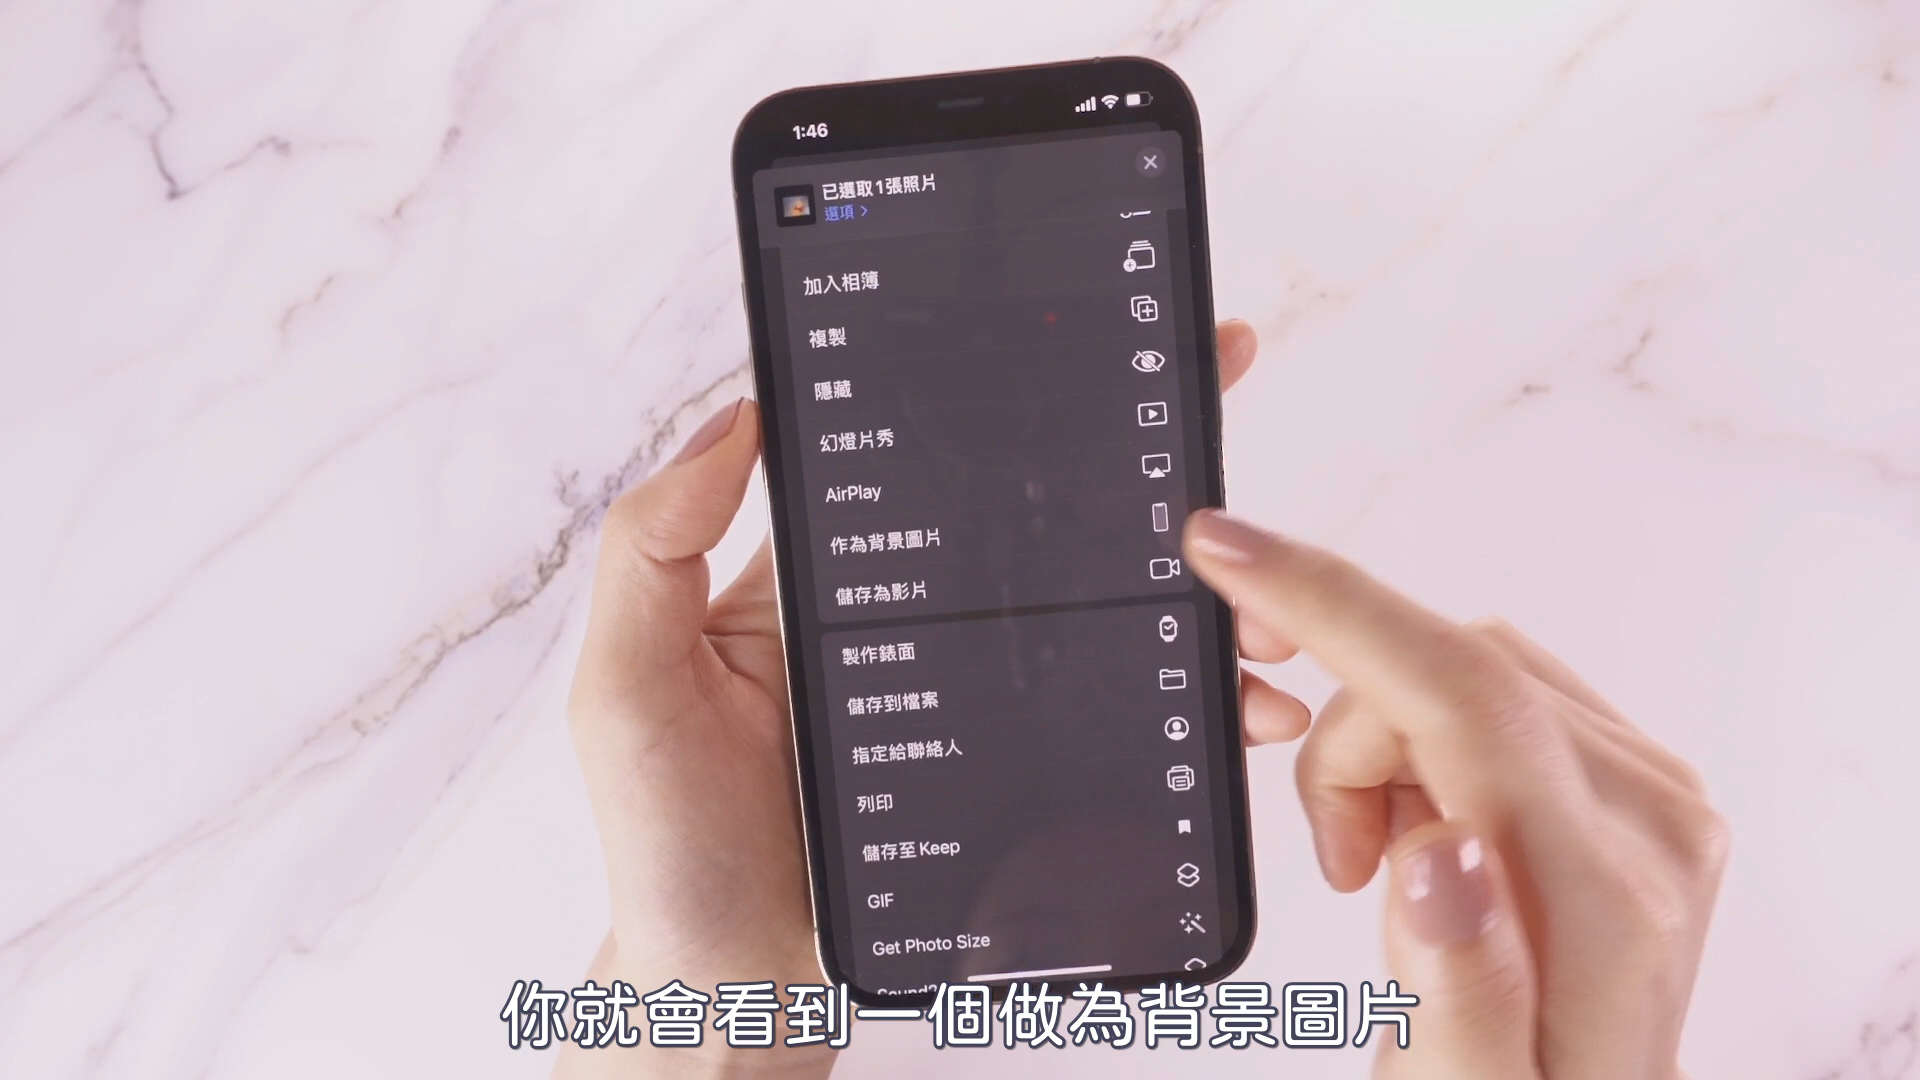 1:46
已選取1張照片
選項 >
加入相簿
複製
隱藏
幻燈片秀
AirPlay
作為背景圖片
儲存為影片
製作錶面
儲存到檔案
指定給聯絡人
列印
儲存至 Keep
GIF
Get Photo Size
你就會看到一個做為背景圖片